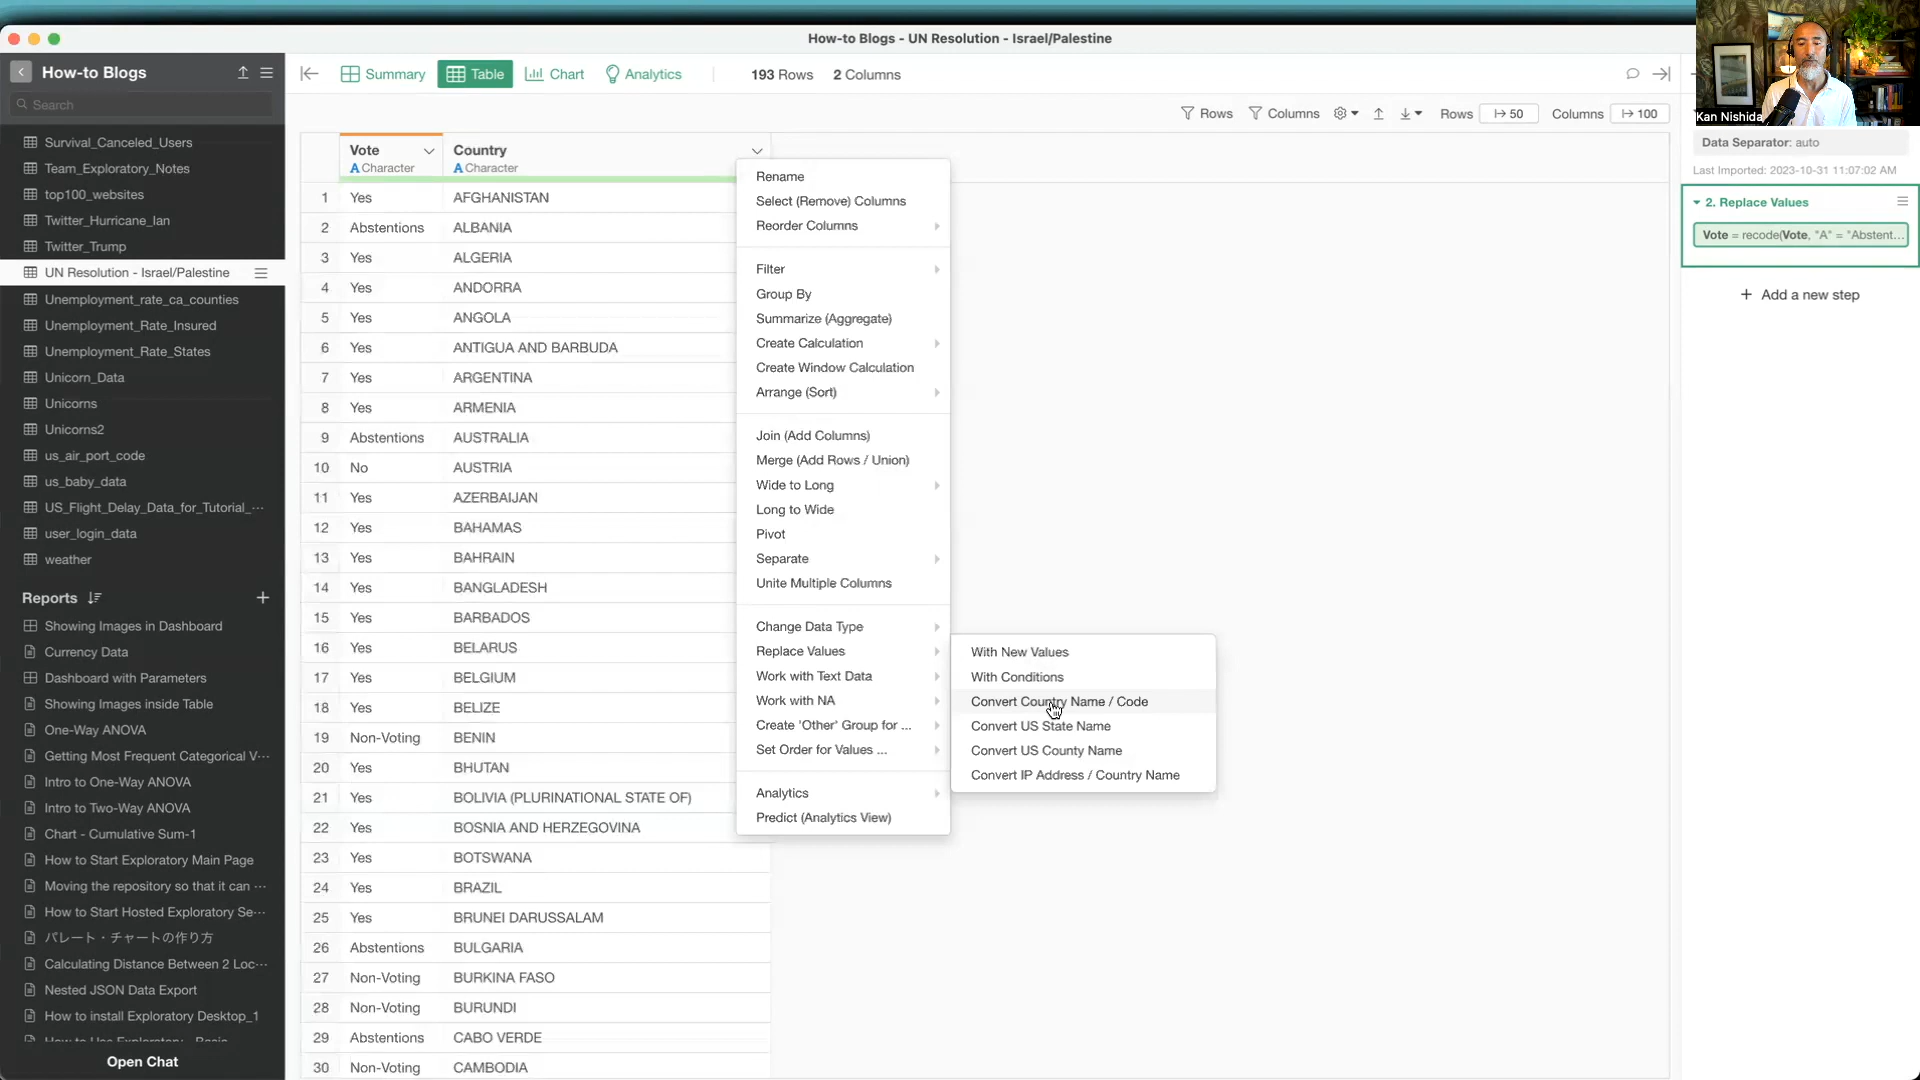 How-to Blogs - UN Resolution - Israel/Palestine
How-to Blogs
Search
Survival_Canceled_Users
Team_Exploratory_Notes
top100_websites
Twitter_Hurricane_Ian
Twitter_Trump
UN Resolution - Israel/Palestine
Unemployment_rate_ca_counties
Unemployment_Rate_Insured
Unemployment_Rate_States
Unicorn_Data
Unicorns
Unicorns2
us_air_port_code
us_baby_data
US_Flight_Delay_Data_for_Tutorial_···
user_login_data
weather
Reports
Showing Images in Dashboard
Currency Data
Dashboard with Parameters
Showing Images inside Table
One-Way ANOVA
Getting Most Frequent Categorical V···
Intro to One-Way ANOVA
Intro to Two-Way ANOVA
Chart - Cumulative Sum-1
How to Start Exploratory Main Page
Moving the repository so that it can ···
How to Start Hosted Exploratory Se···
パレート・チャートの作り方
Calculating Distance Between 2 Loc···
Nested JSON Data Export
How to install Exploratory Desktop_1
Open Chat
Summary Table Chart Analytics 193 Rows 2 Columns
Rows Columns Rows 50 Columns 100
Vote Country
A Character A Character
1 Yes AFGHANISTAN
2 Abstentions ALBANIA
3 Yes ALGERIA
4 Yes ANDORRA
5 Yes ANGOLA
6 Yes ANTIGUA AND BARBUDA
7 Yes ARGENTINA
8 Yes ARMENIA
9 Abstentions AUSTRALIA
10 No AUSTRIA
11 Yes AZERBAIJAN
12 Yes BAHAMAS
13 Yes BAHRAIN
14 Yes BANGLADESH
15 Yes BARBADOS
16 Yes BELARUS
17 Yes BELGIUM
18 Yes BELIZE
19 Non-Voting BENIN
20 Yes BHUTAN
21 Yes BOLIVIA (PLURINATIONAL STATE OF)
22 Yes BOSNIA AND HERZEGOVINA
23 Yes BOTSWANA
24 Yes BRAZIL
25 Yes BRUNEI DARUSSALAM
26 Abstentions BULGARIA
27 Non-Voting BURKINA FASO
28 Non-Voting BURUNDI
29 Abstentions CABO VERDE
30 Non-Voting CAMBODIA
Rename
Select (Remove) Columns
Reorder Columns
Filter
Group By
Summarize (Aggregate)
Create Calculation
Create Window Calculation
Arrange (Sort)
Join (Add Columns)
Merge (Add Rows / Union)
Wide to Long
Long to Wide
Pivot
Separate
Unite Multiple Columns
Change Data Type
Replace Values
Work with Text Data
Work with NA
Create 'Other' Group for ...
Set Order for Values ...
Analytics
Predict (Analytics View)
With New Values
With Conditions
Convert Country Name / Code
Convert US State Name
Convert US County Name
Convert IP Address / Country Name
Kan Nishida
Data Separator: auto
Last Imported: 2023-10-31 11:07:02 AM
2. Replace Values
Vote = recode(Vote, "A" = "Abstent...
+ Add a new step